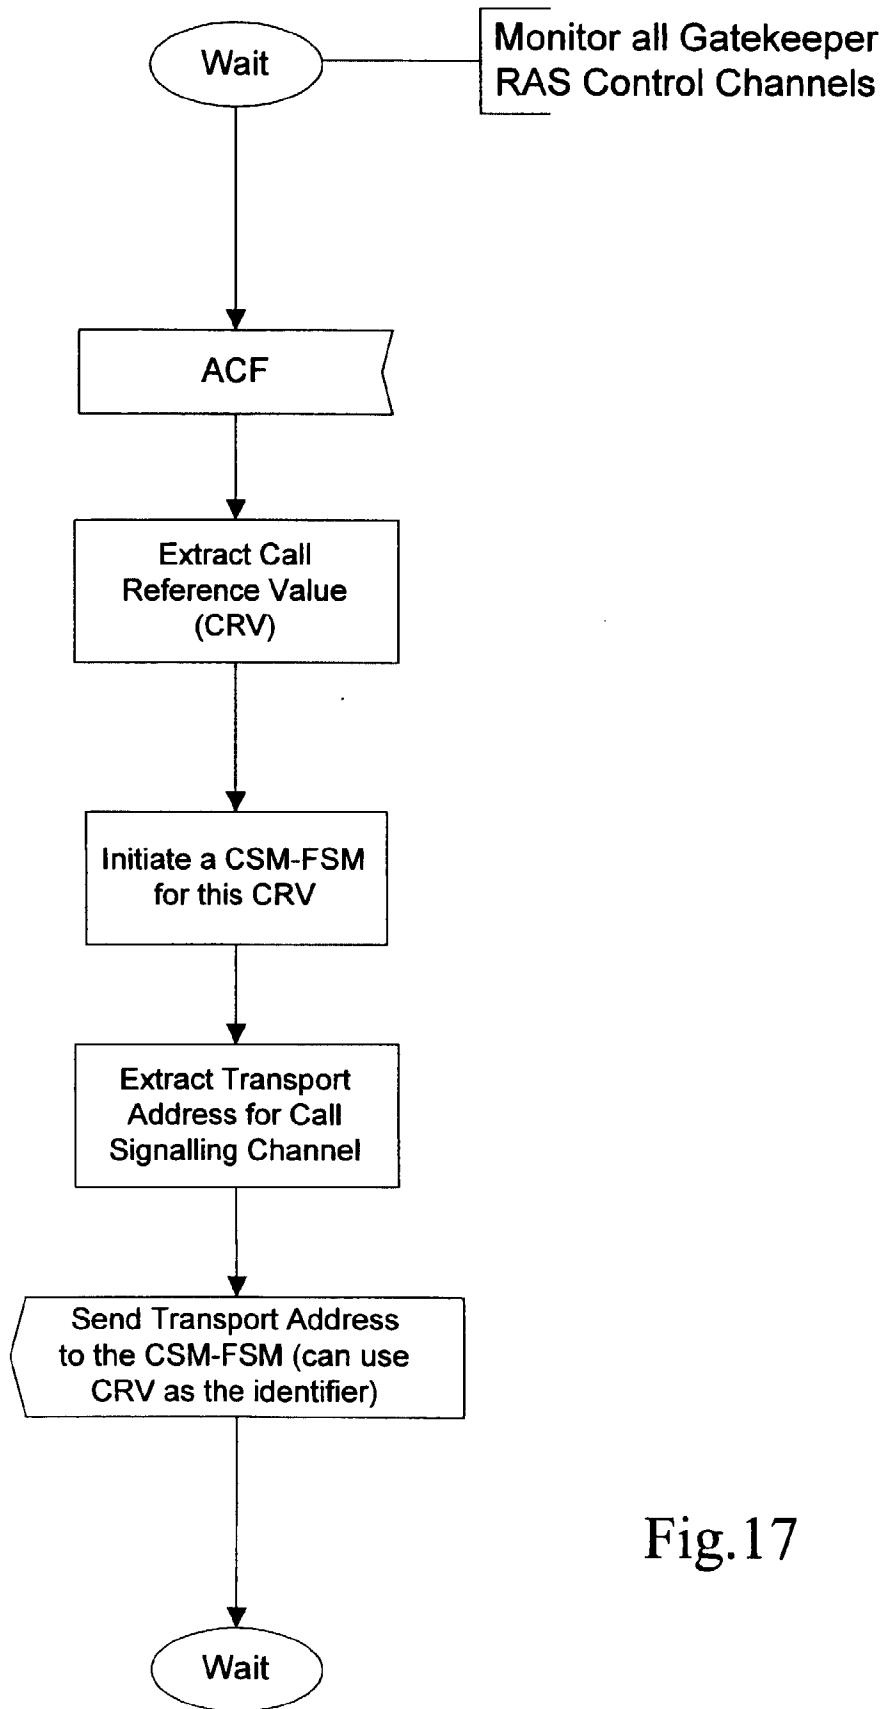 Wait
Monitor all Gatekeeper
RAS Control Channels
ACF
Extract Call
Reference Value
(CRV)
Initiate a CSM-FSM
for this CRV
Extract Transport
Address for Call
Signalling Channel
Send Transport Address
to the CSM-FSM (can use
CRV as the identifier)
Fig.17
Wait